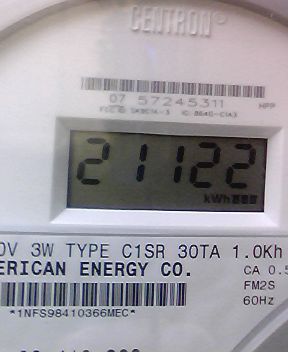 CENTRON
07 57245311 HPP
21122
kWh
0V 3W TYPE C1SR 30TA 1.0Kh
ERICAN ENERGY CO. CA 0.5
FM2S
60Hz
*1NFS98410366MEC*